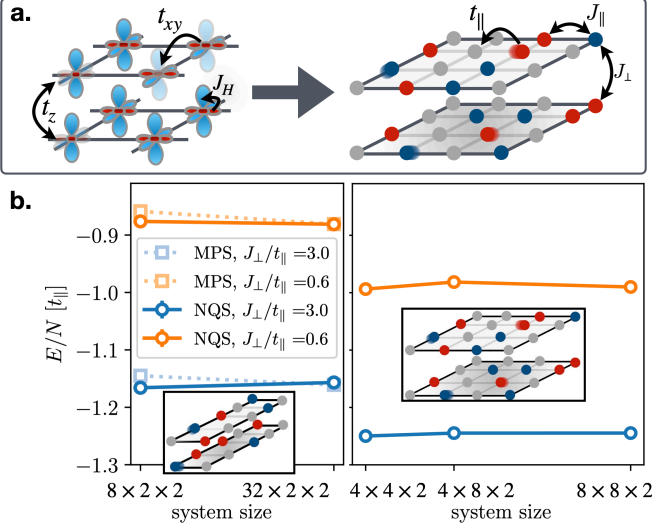 a.
t_xy
t_z
J_H
t_∥
J_∥
J_⊥
b.
E/N [t_∥]
−0.9
−1.0
−1.1
−1.2
−1.3
MPS, J_⊥/t_∥ =3.0
MPS, J_⊥/t_∥ =0.6
NQS, J_⊥/t_∥ =3.0
NQS, J_⊥/t_∥ =0.6
8 × 2 × 2
32 × 2 × 2
system size
4 × 4 × 2
4 × 8 × 2
8 × 8 × 2
system size